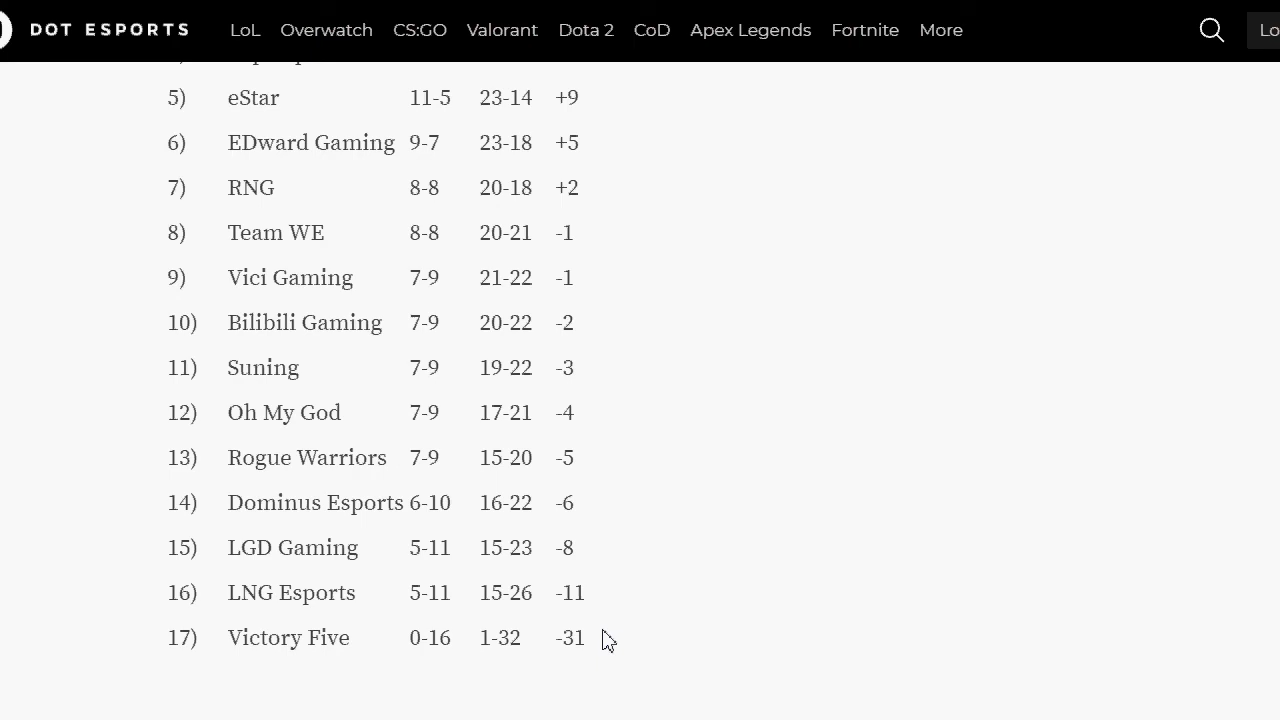 DOT ESPORTS LoL Overwatch CS:GO Valorant Dota 2 CoD Apex Legends Fortnite More Lo
5) eStar 11-5 23-14 +9
6) EDward Gaming 9-7 23-18 +5
7) RNG 8-8 20-18 +2
8) Team WE 8-8 20-21 -1
9) Vici Gaming 7-9 21-22 -1
10) Bilibili Gaming 7-9 20-22 -2
11) Suning 7-9 19-22 -3
12) Oh My God 7-9 17-21 -4
13) Rogue Warriors 7-9 15-20 -5
14) Dominus Esports 6-10 16-22 -6
15) LGD Gaming 5-11 15-23 -8
16) LNG Esports 5-11 15-26 -11
17) Victory Five 0-16 1-32 -31